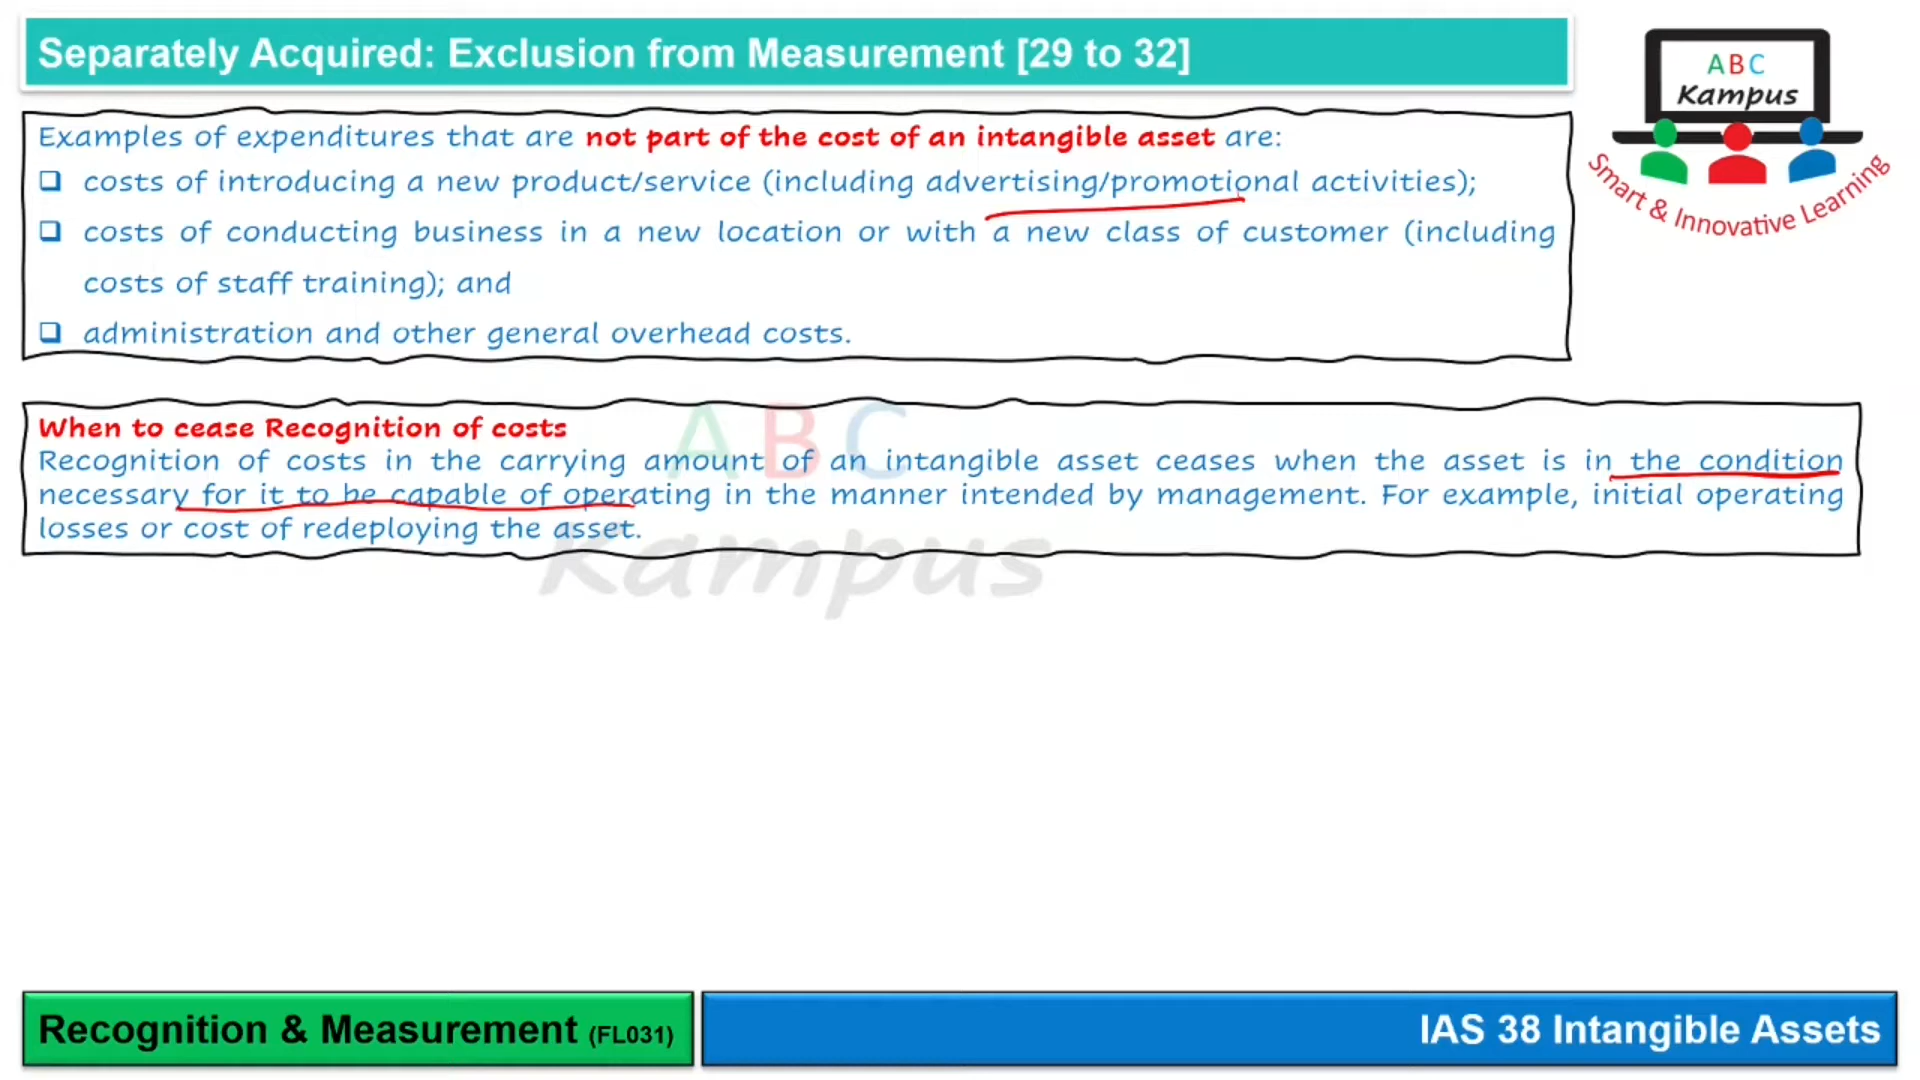 Separately Acquired: Exclusion from Measurement [29 to 32]
ABC
Kampus
Smart & Innovative Learning
Examples of expenditures that are not part of the cost of an intangible asset are:
❑ costs of introducing a new product/service (including advertising/promotional activities);
❑ costs of conducting business in a new location or with a new class of customer (including
costs of staff training); and
❑ administration and other general overhead costs.
When to cease Recognition of costs
Recognition of costs in the carrying amount of an intangible asset ceases when the asset is in the condition
necessary for it to be capable of operating in the manner intended by management. For example, initial operating
losses or cost of redeploying the asset.
ABC
Kampus
Recognition & Measurement (FL031)
IAS 38 Intangible Assets